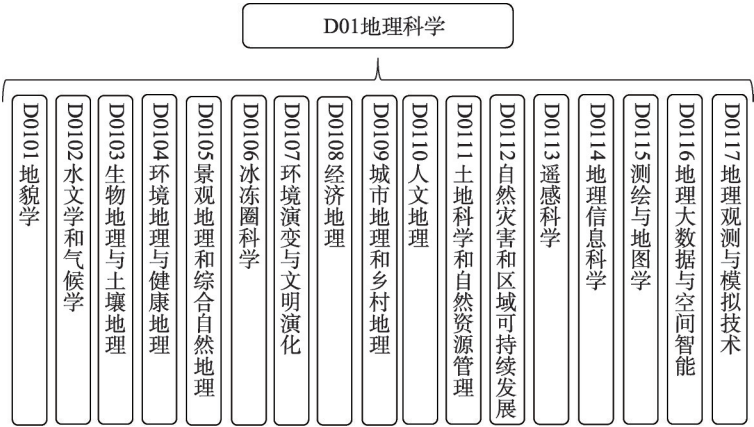 D01地理科学
D0101 地貌学
D0102 水文学和气候学
D0103 生物地理与土壤地理
D0104 环境地理与健康地理
D0105 景观地理和综合自然地理
D0106 冰冻圈科学
D0107 环境演变与文明演化
D0108 经济地理
D0109 城市地理和乡村地理
D0110 人文地理
D0111 土地科学和自然资源管理
D0112 自然灾害和区域可持续发展
D0113 遥感科学
D0114 地理信息科学
D0115 测绘与地图学
D0116 地理大数据与空间智能
D0117 地理观测与模拟技术